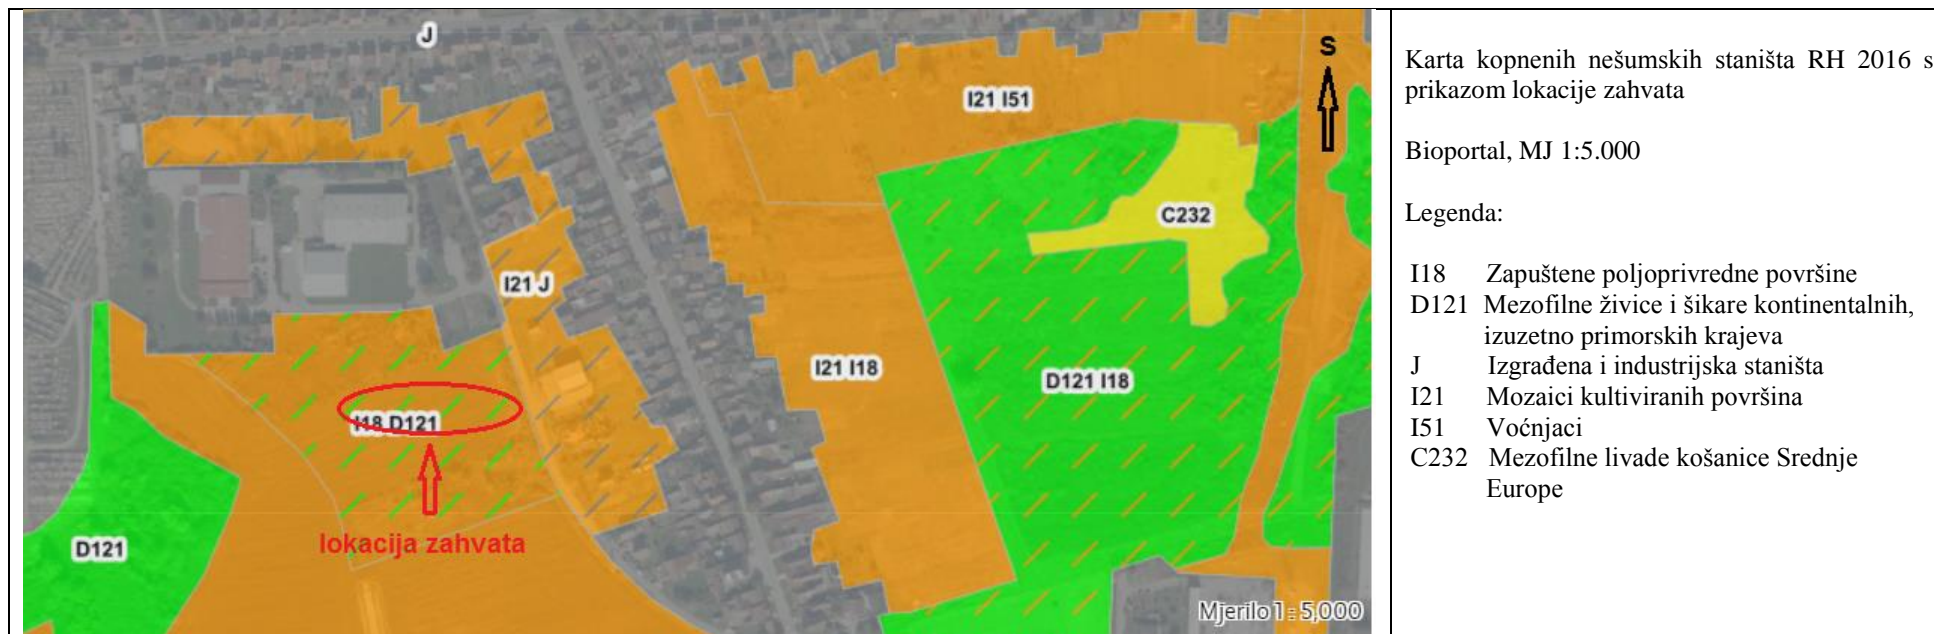 J
S
I21 I51
C232
I21 J
I21 I18
D121 I18
I18 D121
lokacija zahvata
D121
Mjerilo 1 : 5,000
Karta kopnenih nešumskih staništa RH 2016 s
prikazom lokacije zahvata
Bioportal, MJ 1:5.000
Legenda:
I18 Zapuštene poljoprivredne površine
D121 Mezofilne živice i šikare kontinentalnih,
izuzetno primorskih krajeva
J Izgrađena i industrijska staništa
I21 Mozaici kultiviranih površina
I51 Voćnjaci
C232 Mezofilne livade košanice Srednje
Europe